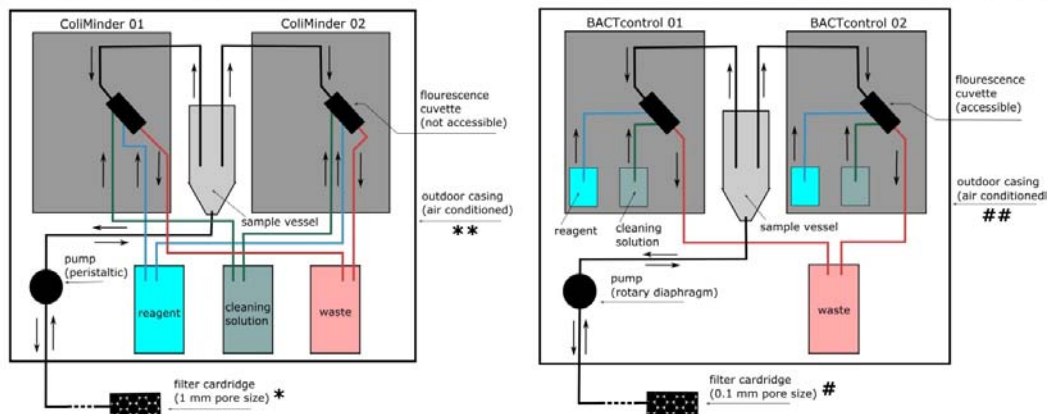 ColiMinder 01
ColiMinder 02
flourescence
cuvette
(not accessible)
outdoor casing
(air conditioned)
**
sample vessel
pump
(peristaltic)
reagent
cleaning
solution
waste
filter cardridge
(1 mm pore size) *
BACTcontrol 01
BACTcontrol 02
flourescence
cuvette
(accessible)
outdoor casing
(air conditionedl
##
reagent
cleaning
solution
sample vessel
pump
(rotary diaphragm)
waste
filter cardridge
(0.1 mm pore size) #